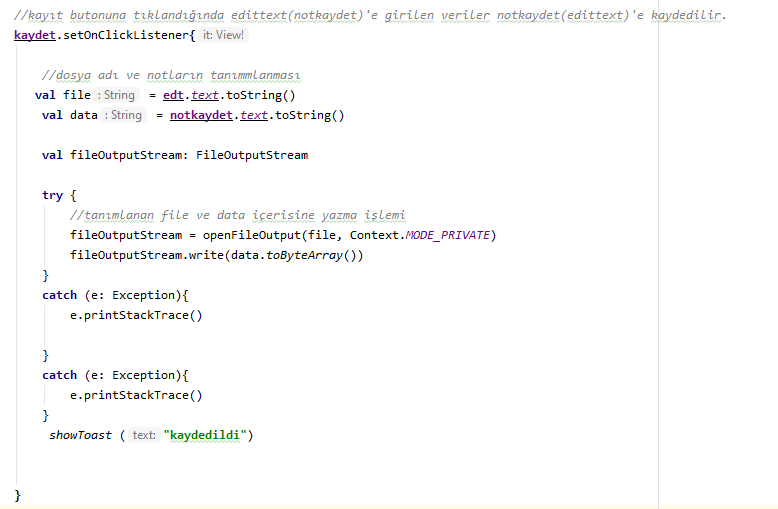 //kayıt butonuna tıklandığında edittext(notkaydet)'e girilen veriler notkaydet(edittext)'e kaydedilir.
kaydet.setOnClickListener{ it: View!
//dosya adı ve notların tanımmlanması
val file : String = edt.text.toString()
val data : String = notkaydet.text.toString()
val fileOutputStream: FileOutputStream
try {
//tanımlanan file ve data içerisine yazma işlemi
fileOutputStream = openFileOutput(file, Context.MODE_PRIVATE)
fileOutputStream.write(data.toByteArray())
}
catch (e: Exception){
e.printStackTrace()
}
catch (e: Exception){
e.printStackTrace()
}
showToast ( text: "kaydedildi")
}